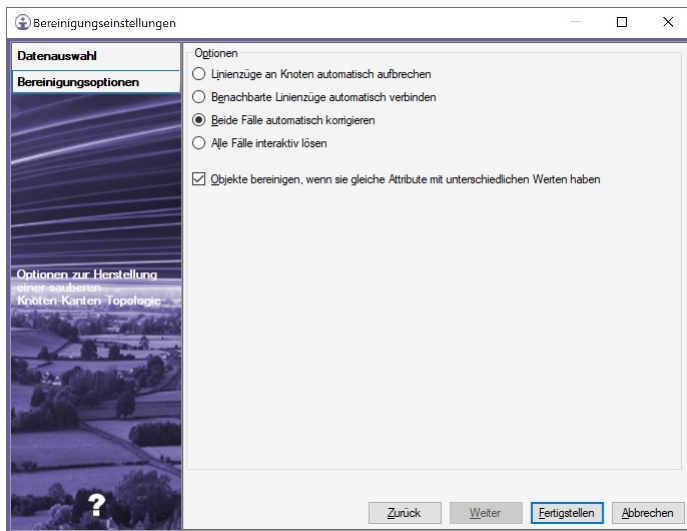 Bereinigungseinstellungen
Datenauswahl
Bereinigungsoptionen
Optionen zur Herstellung
einer sauberen
Knoten-Kanten Topologie
?
Optionen
Linienzüge an Knoten automatisch aufbrechen
Benachbarte Linienzüge automatisch verbinden
Beide Fälle automatisch korrigieren
Alle Fälle interaktiv lösen
Objekte bereinigen, wenn sie gleiche Attribute mit unterschiedlichen Werten haben
Zurück
Weiter
Fertigstellen
Abbrechen